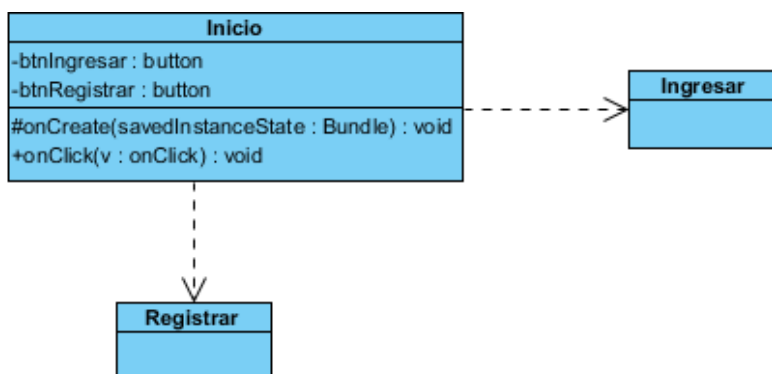 Inicio
-btnIngresar : button
-btnRegistrar : button
#onCreate(savedInstanceState : Bundle) : void
+onClick(v : onClick) : void
Ingresar
Registrar